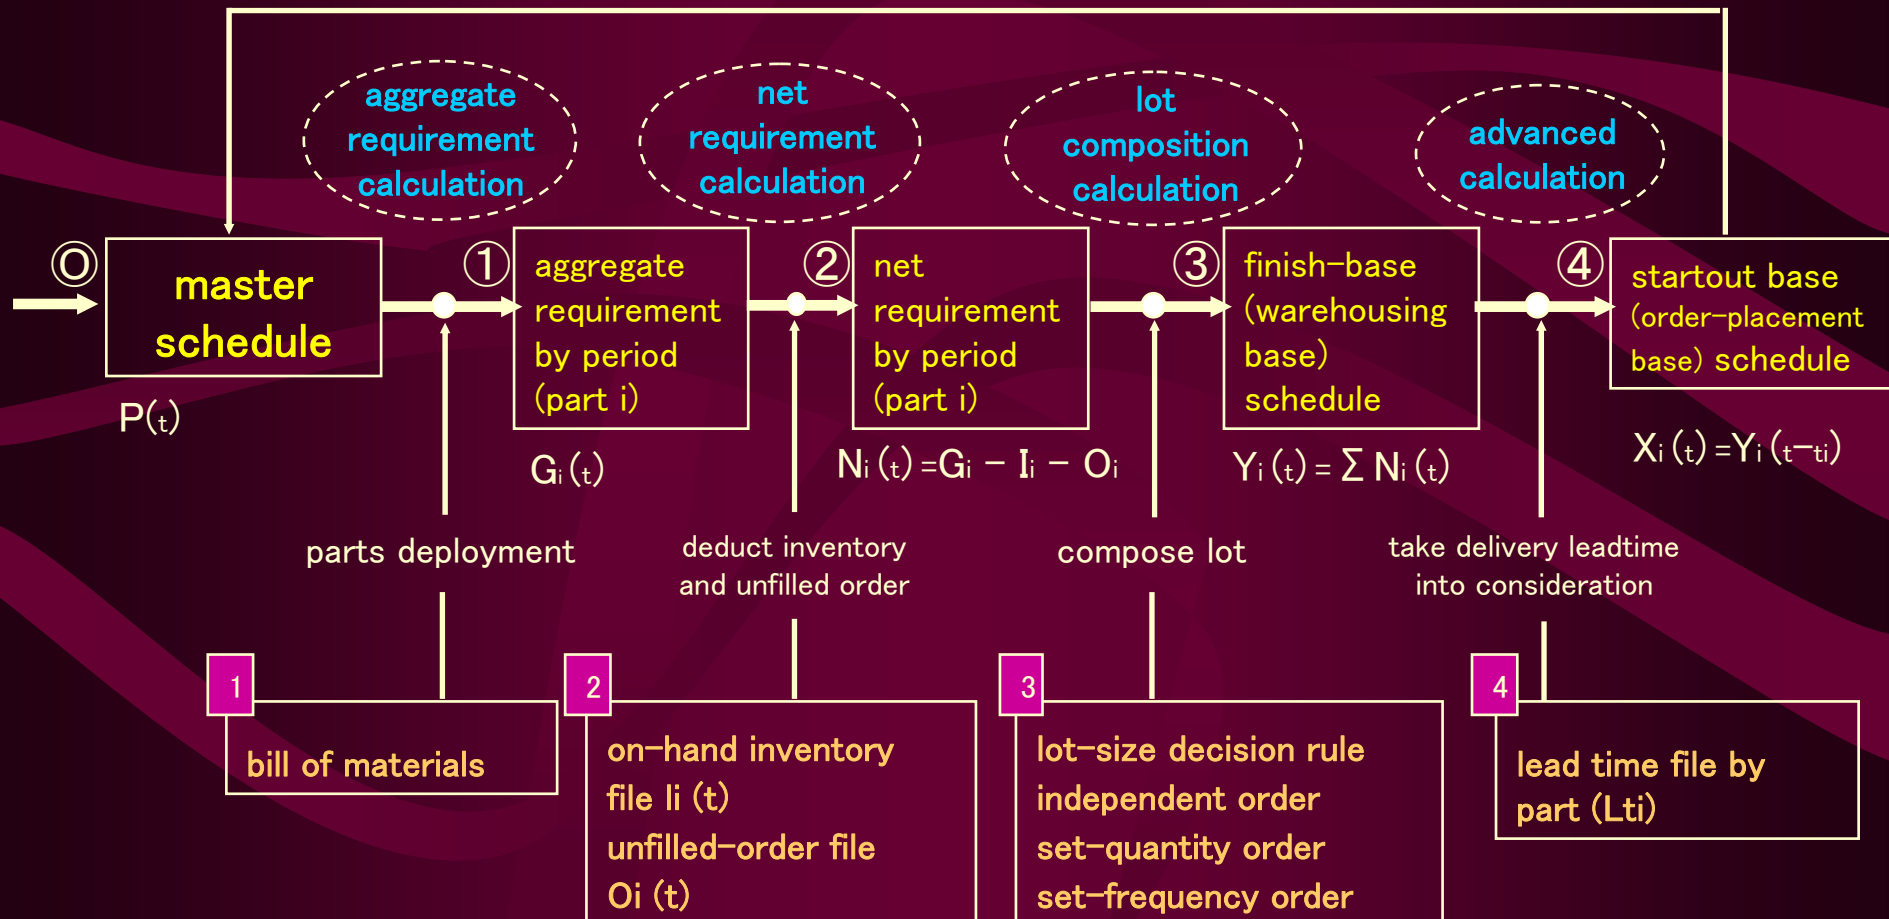 aggregate
requirement
calculation
net
requirement
calculation
lot
composition
calculation
advanced
calculation
⓪
master
schedule
P(t)
①
aggregate
requirement
by period
(part i)
Gi (t)
②
net
requirement
by period
(part i)
Ni (t) =Gi − Ii − Oi
③
finish−base
(warehousing
base)
schedule
Yi (t) = Σ Ni (t)
④
startout base
(order−placement
base) schedule
Xi (t) =Yi (t−ti)
parts deployment
deduct inventory
and unfilled order
compose lot
take delivery leadtime
into consideration
1
bill of materials
2
on−hand inventory
file Ii (t)
unfilled−order file
Oi (t)
3
lot−size decision rule
independent order
set−quantity order
set−frequency order
4
lead time file by
part (Lti)